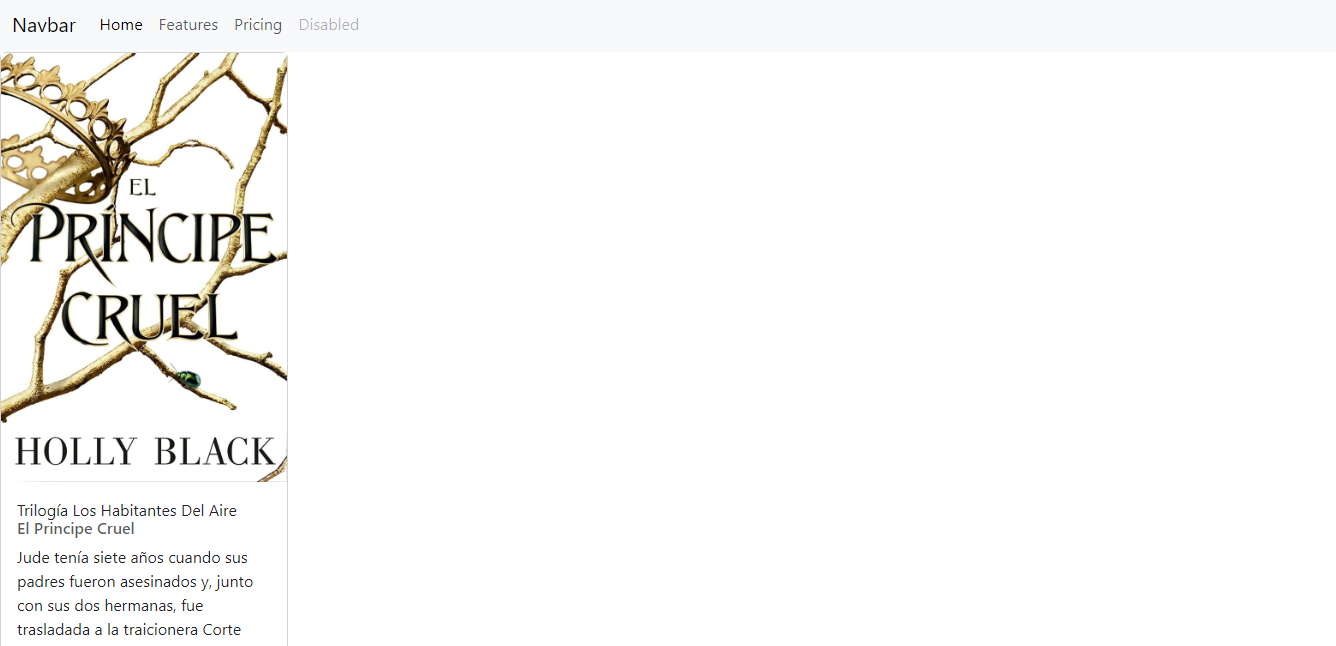 Navbar Home Features Pricing Disabled
EL
PRÍNCIPE
CRUEL
HOLLY BLACK
Trilogía Los Habitantes Del Aire
El Principe Cruel
Jude tenía siete años cuando sus
padres fueron asesinados y, junto
con sus dos hermanas, fue
trasladada a la traicionera Corte